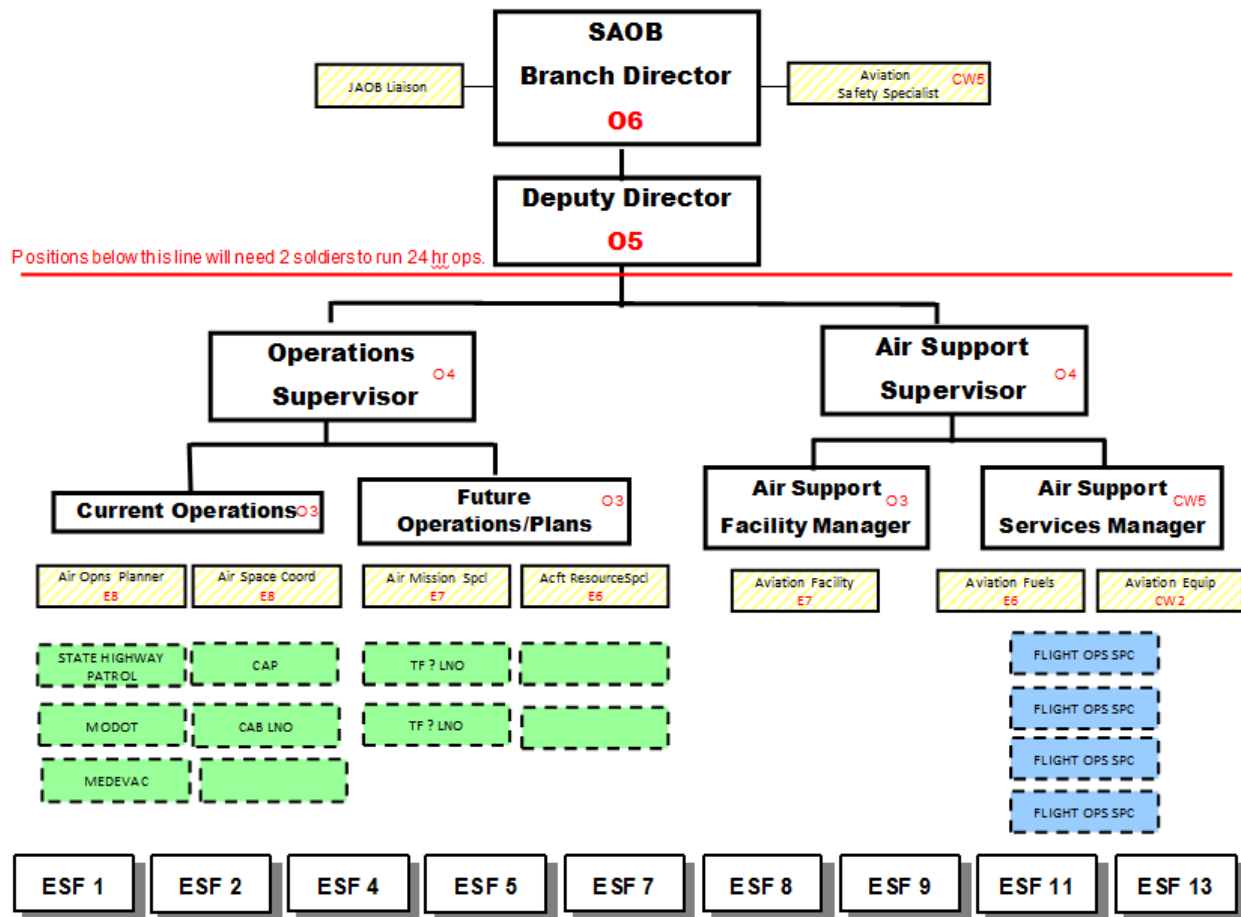 SAOB
Branch Director
O6
JAOB Liaison
Aviation CW5
Safety Specialist
Deputy Director
O5
Positions below this line will need 2 soldiers to run 24 hr ops.
Operations
Supervisor
O4
Air Support
Supervisor
O4
Current Operations O3
Future
Operations/Plans
O3
Air Support
Facility Manager
O3
Air Support
Services Manager
CW5
Air Opns Planner
E8
Air Space Coord
E8
Air Mission Spcl
E7
Acft ResourceSpcl
E6
Aviation Facility
E7
Aviation Fuels
E6
Aviation Equip
CW2
STATE HIGHWAY
PATROL
CAP
TF ? LNO
MODOT
CAB LNO
TF ? LNO
MEDEVAC
FLIGHT OPS SPC
FLIGHT OPS SPC
FLIGHT OPS SPC
FLIGHT OPS SPC
ESF 1
ESF 2
ESF 4
ESF 5
ESF 7
ESF 8
ESF 9
ESF 11
ESF 13